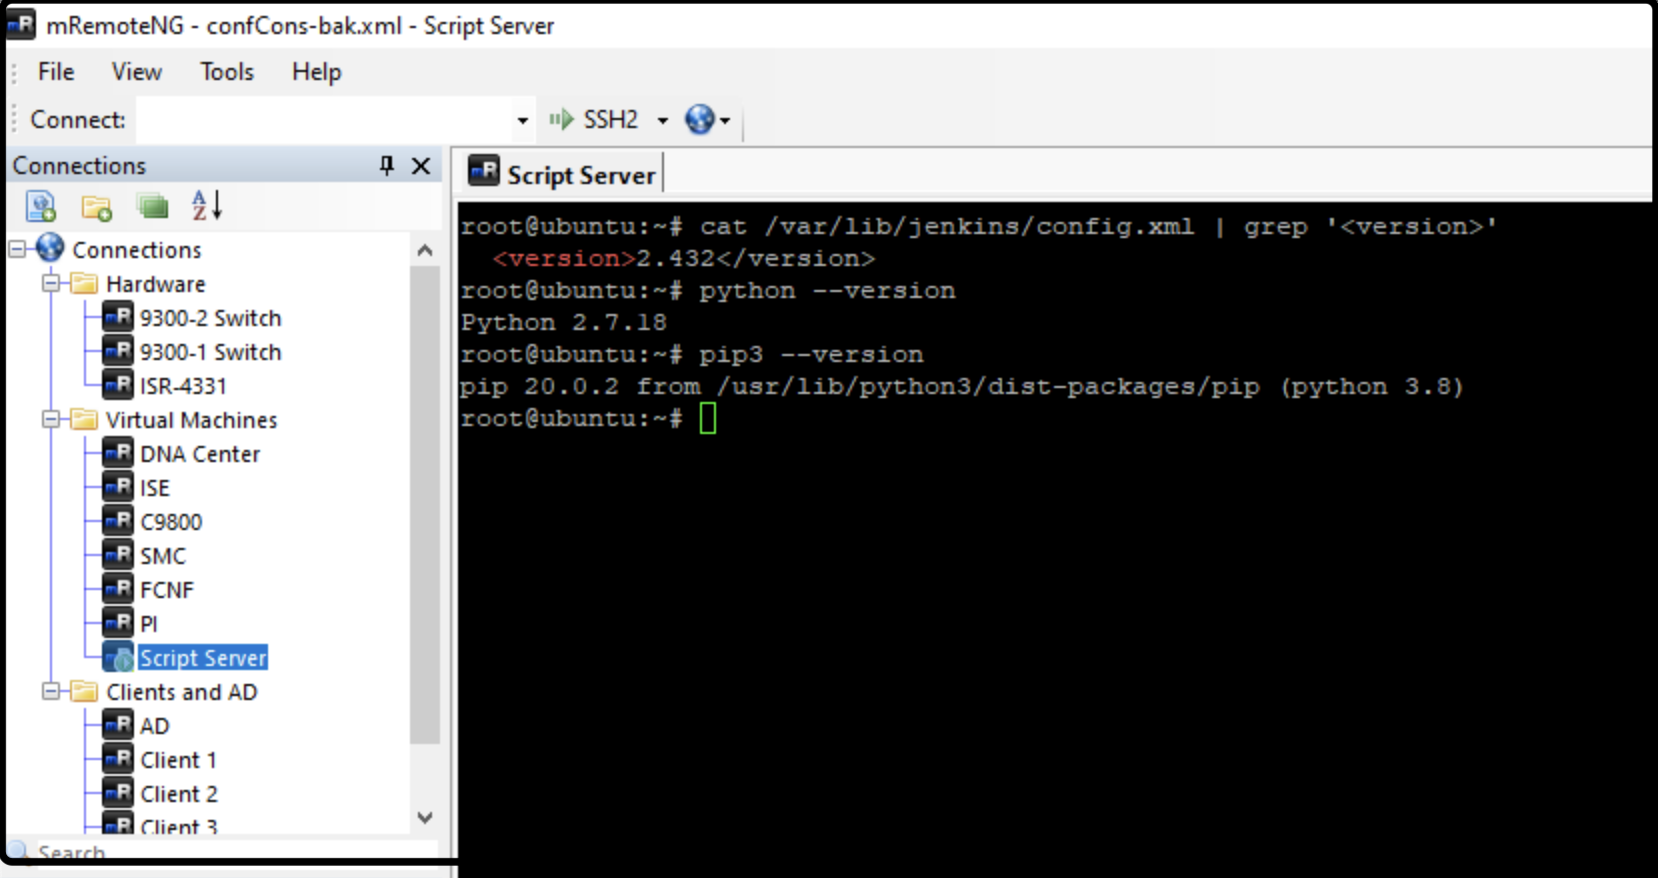 mRemoteNG - confCons-bak.xml - Script Server
File View Tools Help
Connect: SSH2
Connections
Connections
Hardware
9300-2 Switch
9300-1 Switch
ISR-4331
Virtual Machines
DNA Center
ISE
C9800
SMC
FCNF
PI
Script Server
Clients and AD
AD
Client 1
Client 2
Client 3
Search
Script Server
root@ubuntu:~# cat /var/lib/jenkins/config.xml | grep '<version>'
  <version>2.432</version>
root@ubuntu:~# python --version
Python 2.7.18
root@ubuntu:~# pip3 --version
pip 20.0.2 from /usr/lib/python3/dist-packages/pip (python 3.8)
root@ubuntu:~#